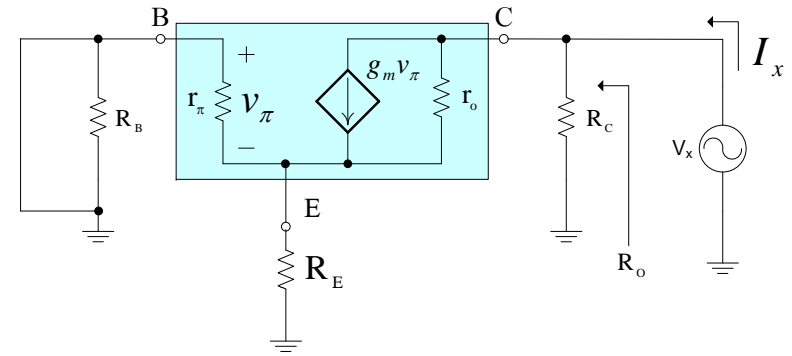 B
C
+
r_π
v_π
−
g_m v_π
r_o
R_B
R_C
I_x
V_x
E
R_E
R_O